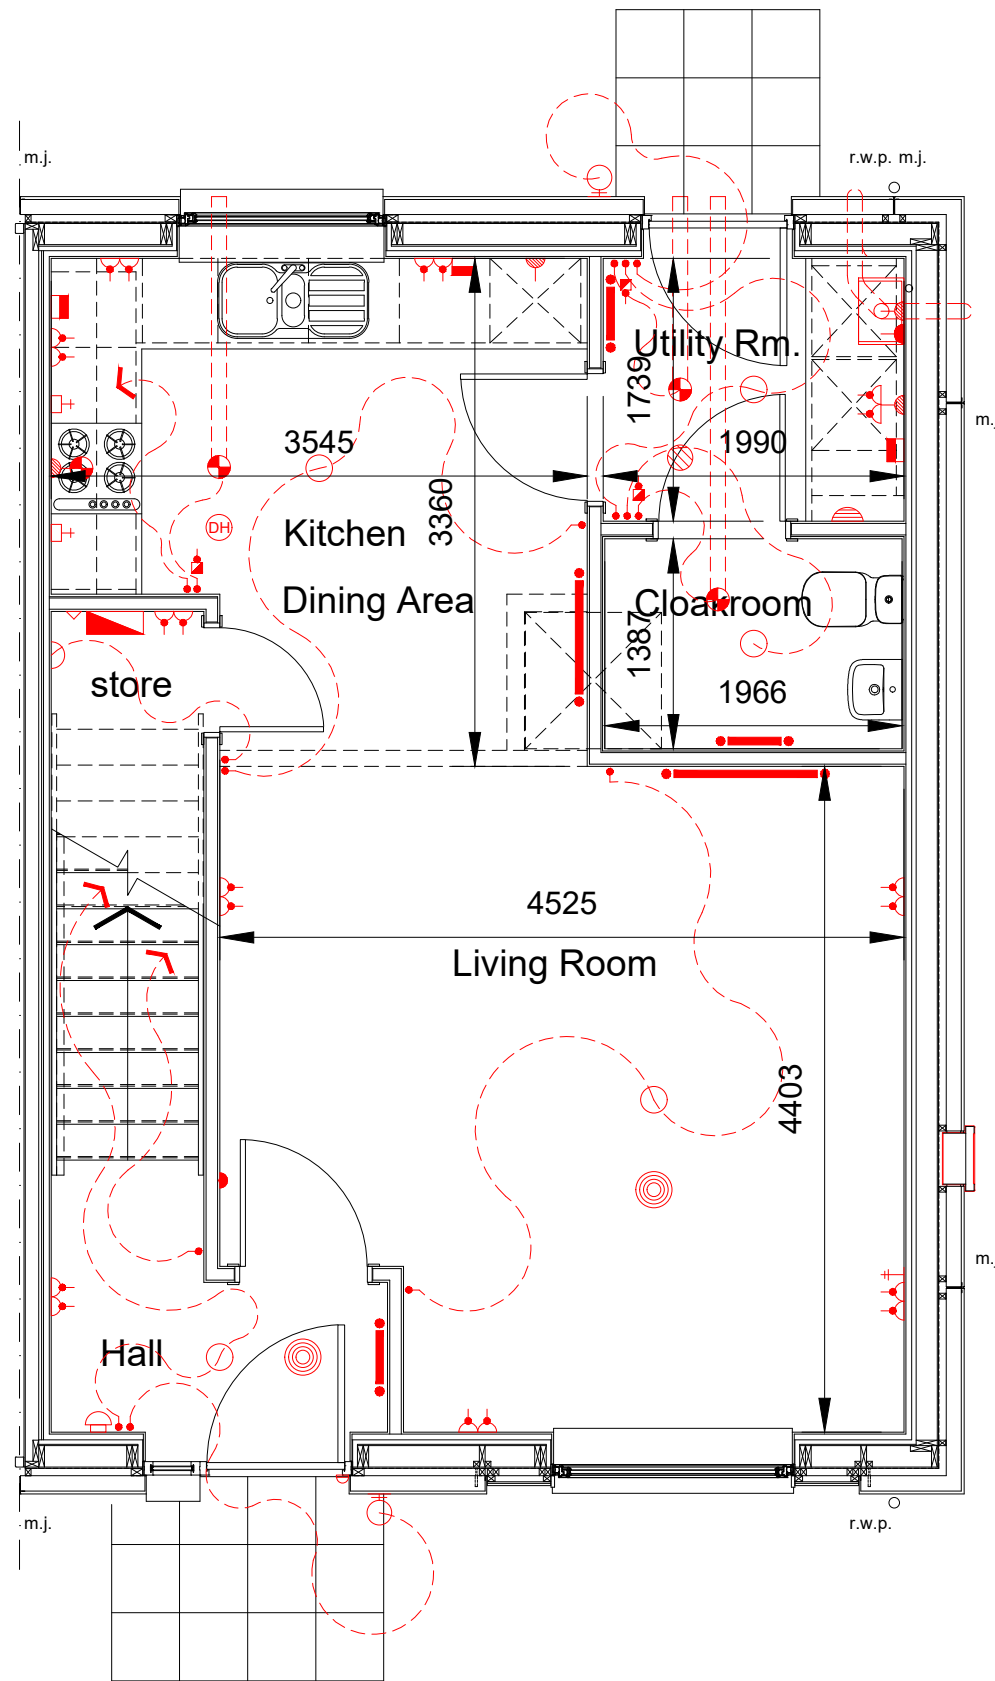 m.j.
r.w.p. m.j.
Utility Rm.
1739
m.j.
3545
1990
3360
DH
Kitchen
Dining Area
Cloakroom
1387
store
1966
4525
Living Room
4403
m.j.
Hall
m.j.
r.w.p.